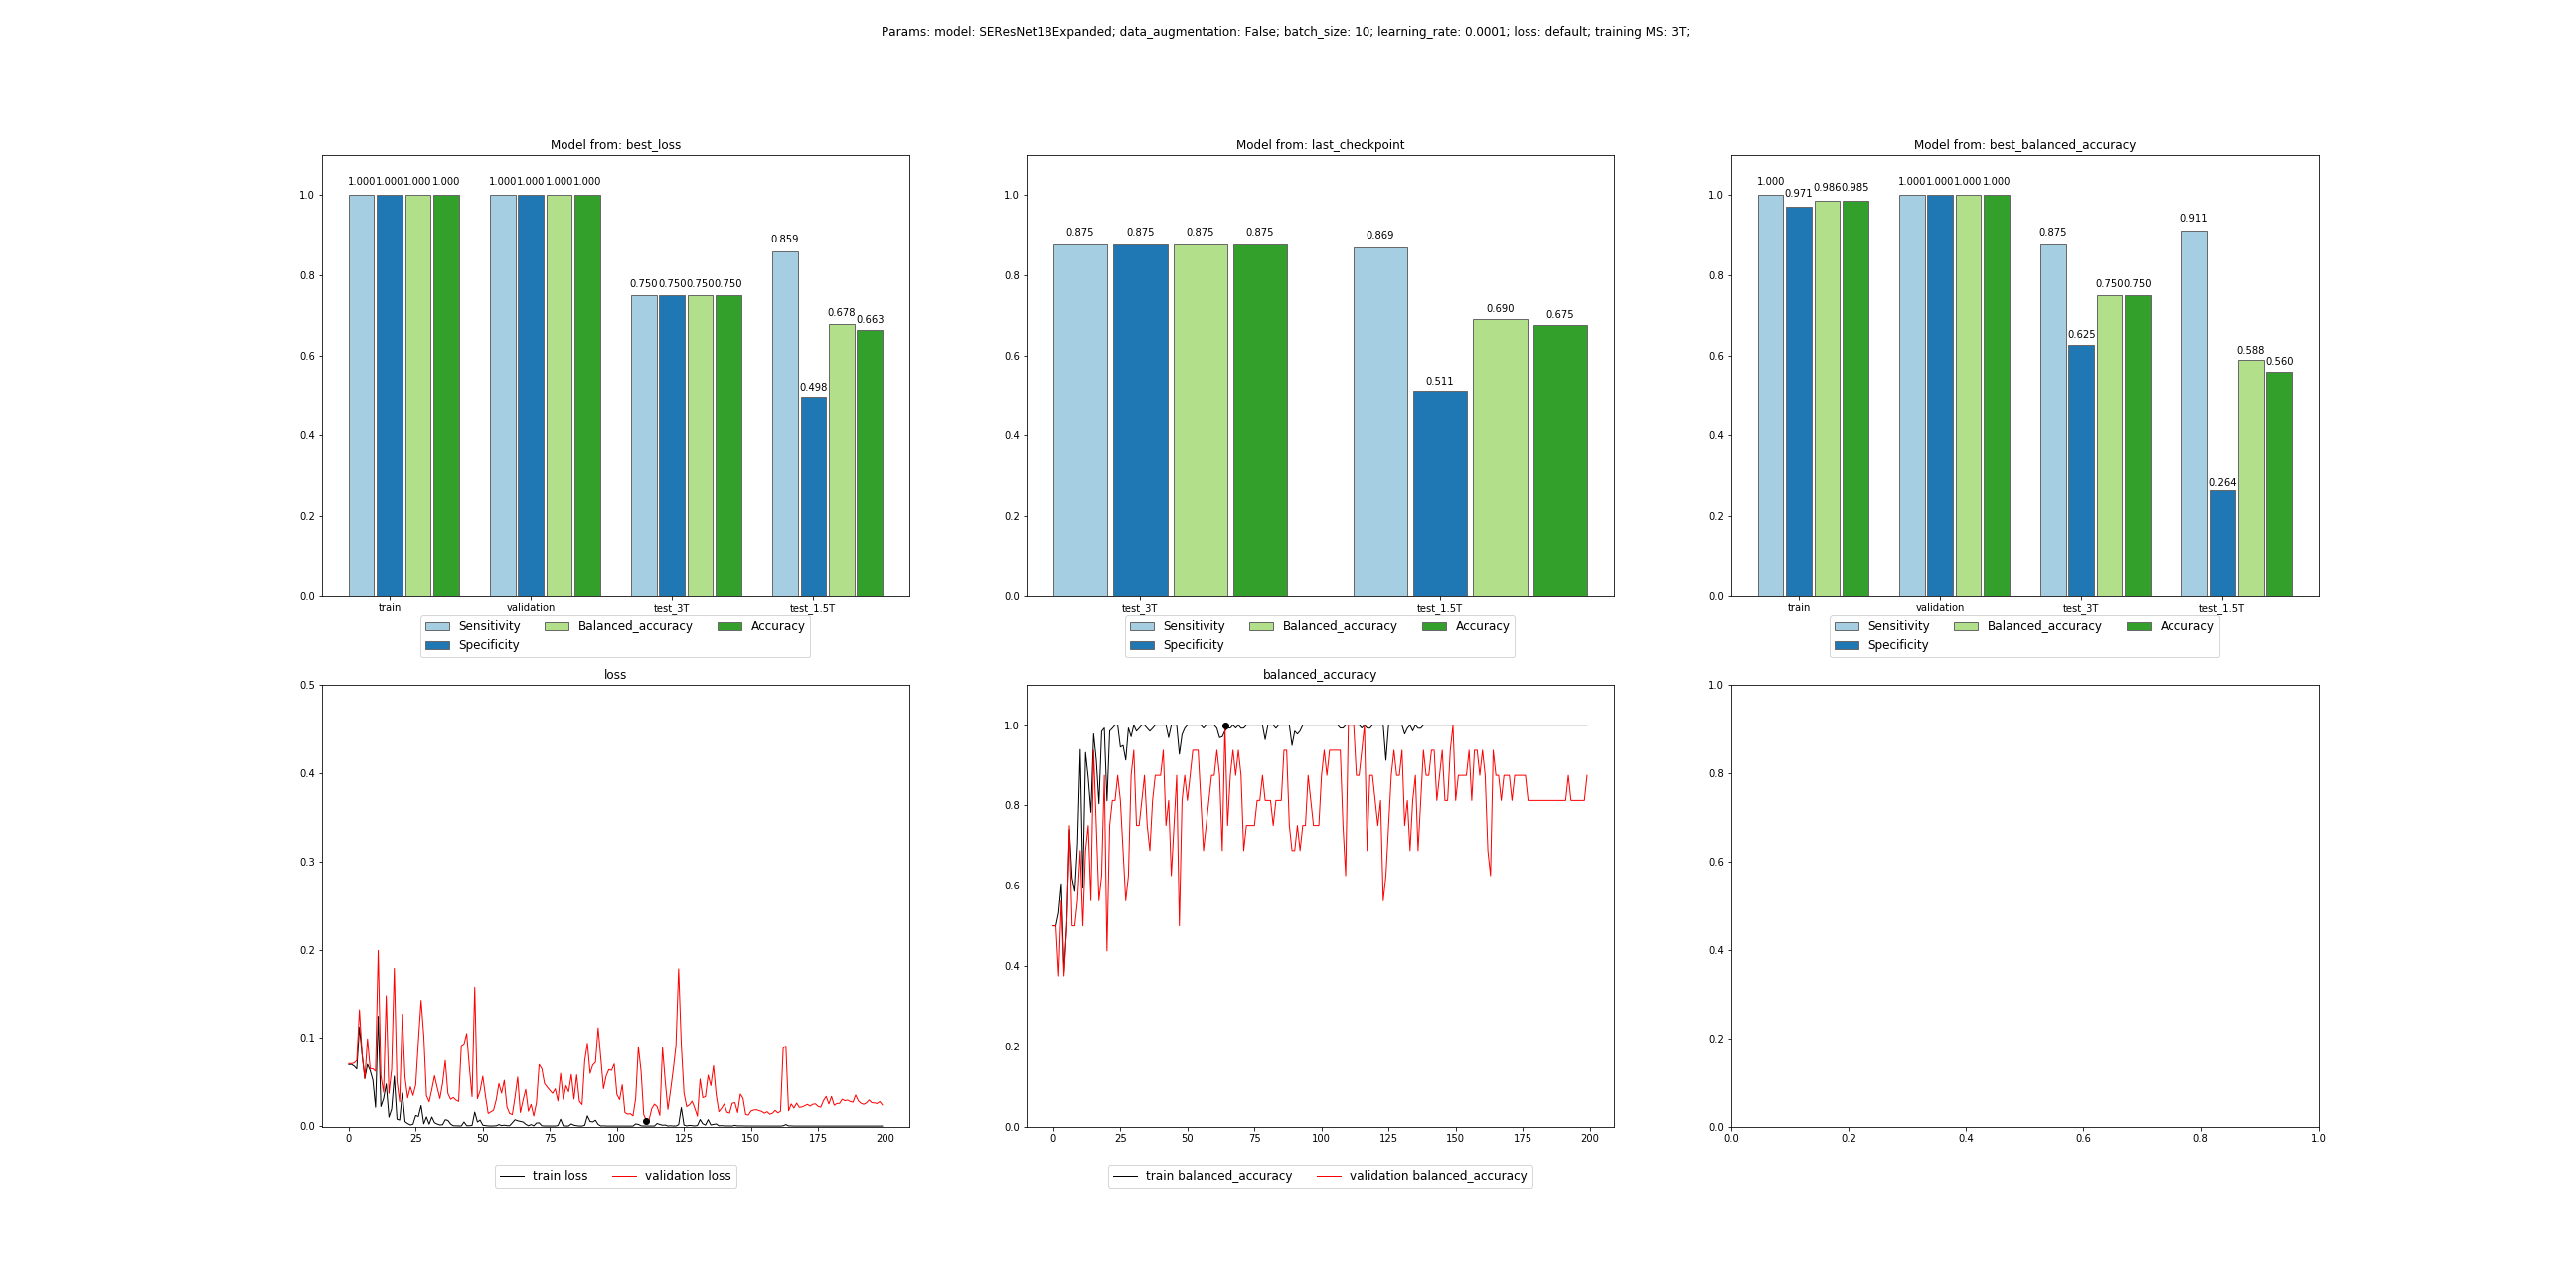 Params: model: SEResNet18Expanded; data_augmentation: False; batch_size: 10; learning_rate: 0.0001; loss: default; training MS: 3T;
Model from: best_loss
1.000 1.000 1.000 1.000 1.000 1.000 1.000 1.000 0.750 0.750 0.750 0.750 0.859 0.498 0.678 0.663
1.0
0.8
0.6
0.4
0.2
0.0
train validation test_3T test_1.5T
Sensitivity Balanced_accuracy Accuracy
Specificity
Model from: last_checkpoint
0.875 0.875 0.875 0.875 0.869 0.511 0.690 0.675
1.0
0.8
0.6
0.4
0.2
0.0
test_3T test_1.5T
Sensitivity Balanced_accuracy Accuracy
Specificity
Model from: best_balanced_accuracy
1.000 0.971 0.986 0.985 1.000 1.000 1.000 1.000 0.875 0.625 0.750 0.750 0.911 0.264 0.588 0.560
1.0
0.8
0.6
0.4
0.2
0.0
train validation test_3T test_1.5T
Sensitivity Balanced_accuracy Accuracy
Specificity
loss
0.5
0.4
0.3
0.2
0.1
0.0
0 25 50 75 100 125 150 175 200
train loss validation loss
balanced_accuracy
1.0
0.8
0.6
0.4
0.2
0.0
0 25 50 75 100 125 150 175 200
train balanced_accuracy validation balanced_accuracy
1.0
0.8
0.6
0.4
0.2
0.0
0.0 0.2 0.4 0.6 0.8 1.0